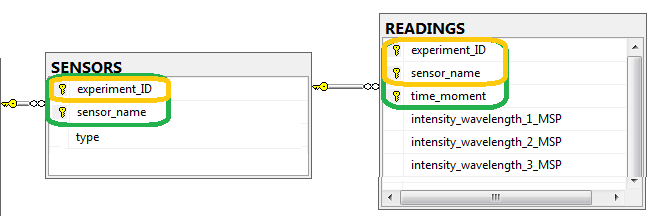 SENSORS
experiment_ID
sensor_name
type
READINGS
experiment_ID
sensor_name
time_moment
intensity_wavelength_1_MSP
intensity_wavelength_2_MSP
intensity_wavelength_3_MSP